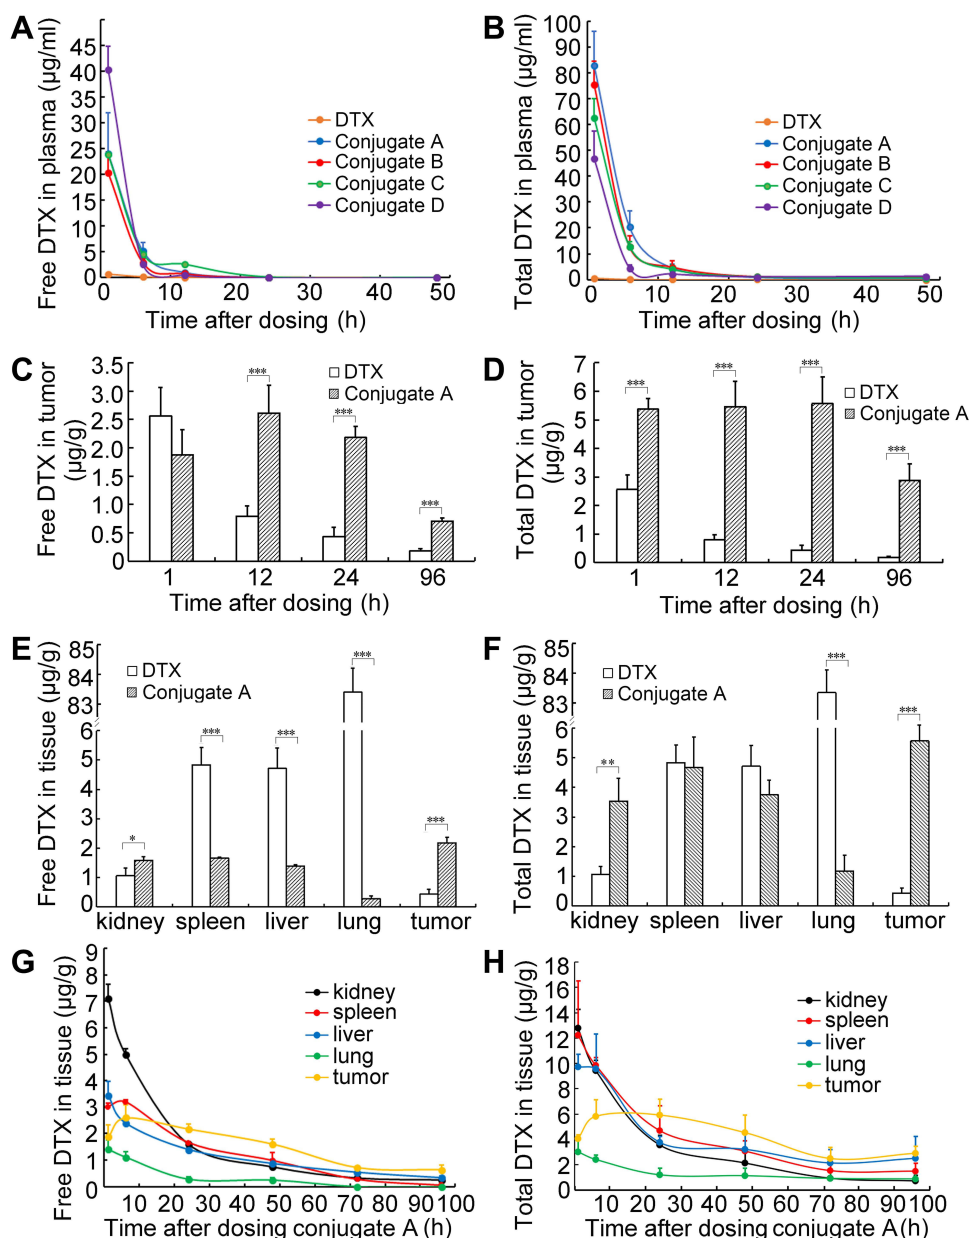 A
Free DTX in plasma (μg/ml)
45
40
35
30
25
20
15
10
5
0
0 10 20 30 40 50
Time after dosing (h)
DTX
Conjugate A
Conjugate B
Conjugate C
Conjugate D
B
Total DTX in plasma (μg/ml)
100
90
80
70
60
50
40
30
20
10
0
0 10 20 30 40 50
Time after dosing (h)
DTX
Conjugate A
Conjugate B
Conjugate C
Conjugate D
C
Free DTX in tumor
(μg/g)
3.5
3.0
2.5
2.0
1.5
1.0
0.5
0
*** *** ***
DTX
Conjugate A
1 12 24 96
Time after dosing (h)
D
Total DTX in tumor
(μg/g)
7
6
5
4
3
2
1
0
*** *** *** ***
DTX
Conjugate A
1 12 24 96
Time after dosing (h)
E
Free DTX in tissue (μg/g)
85
84
83
6
5
4
3
2
1
0
DTX
Conjugate A
* *** *** *** ***
kidney spleen liver lung tumor
F
Total DTX in tissue (μg/g)
85
84
83
6
5
4
3
2
1
0
DTX
Conjugate A
** *** ***
kidney spleen liver lung tumor
G
Free DTX in tissue (μg/g)
9
8
7
6
5
4
3
2
1
0
kidney
spleen
liver
lung
tumor
0 10 20 30 40 50 60 70 80 90 100
Time after dosing conjugate A (h)
H
Total DTX in tissue (μg/g)
18
16
14
12
10
8
6
4
2
0
kidney
spleen
liver
lung
tumor
0 10 20 30 40 50 60 70 80 90 100
Time after dosing conjugate A (h)